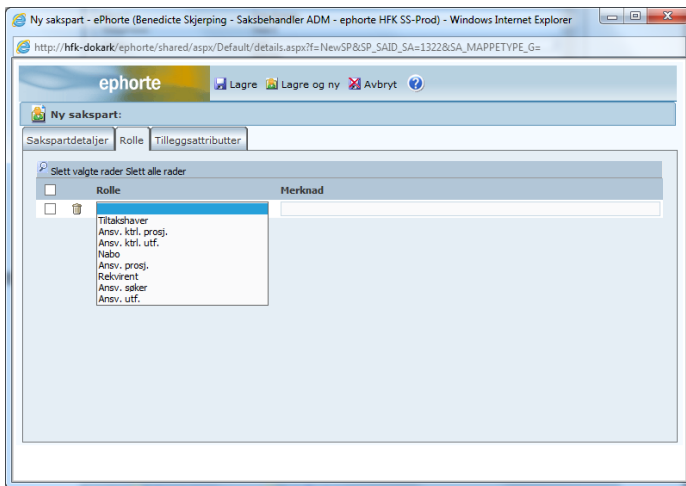 Ny sakspart - ePhorte (Benedicte Skjerping - Saksbehandler ADM - ephorte HFK SS-Prod) - Windows Internet Explorer
http://hfk-dokark/ephorte/shared/aspx/Default/details.aspx?f=NewSP&SP_SAID_SA=1322&SA_MAPPETYPE_G=
ephorte Lagre Lagre og ny Avbryt ?
Ny sakspart:
Sakspartdetaljer Rolle Tilleggsattributter
Slett valgte rader Slett alle rader
Rolle Merknad
Tiltakshaver
Ansv. ktrl. prosj.
Ansv. ktrl. utf.
Nabo
Ansv. prosj.
Rekvirent
Ansv. søker
Ansv. utf.